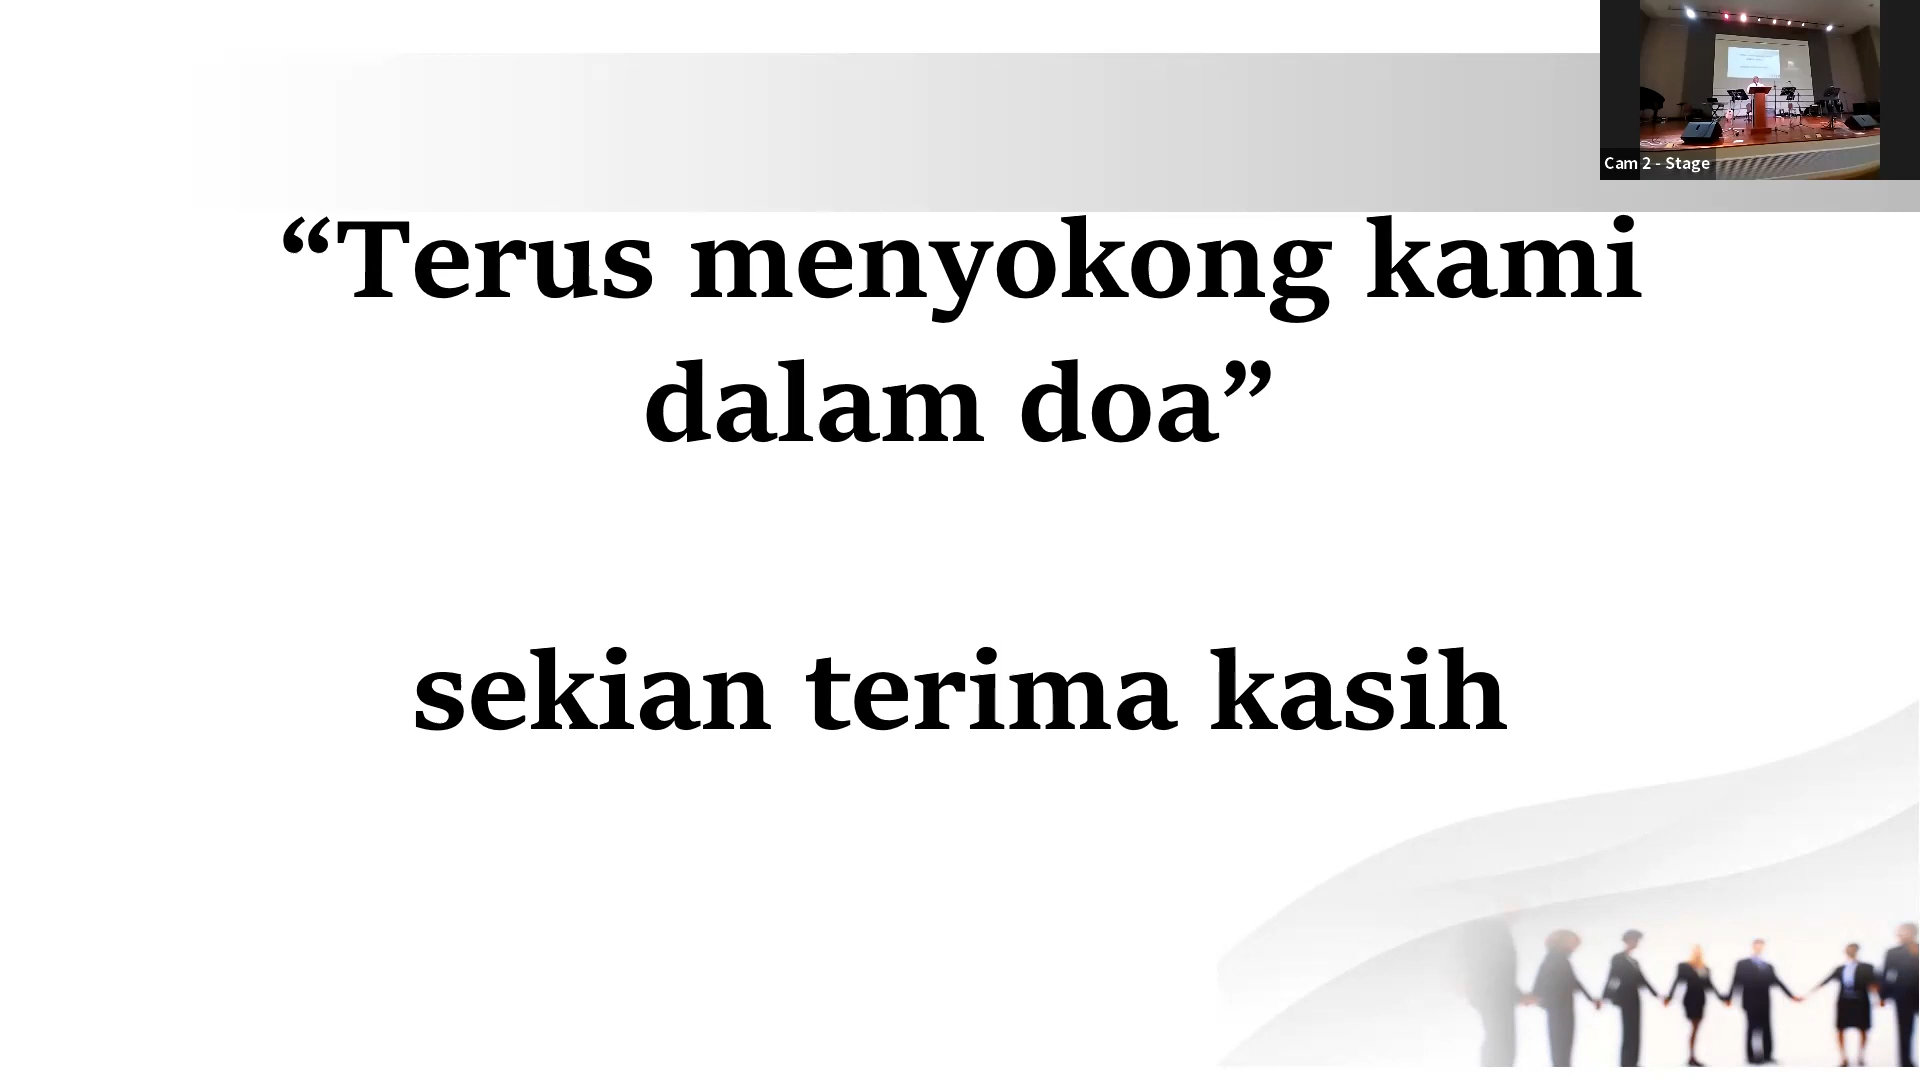 Cam 2 - Stage
“Terus menyokong kami
dalam doa”
sekian terima kasih